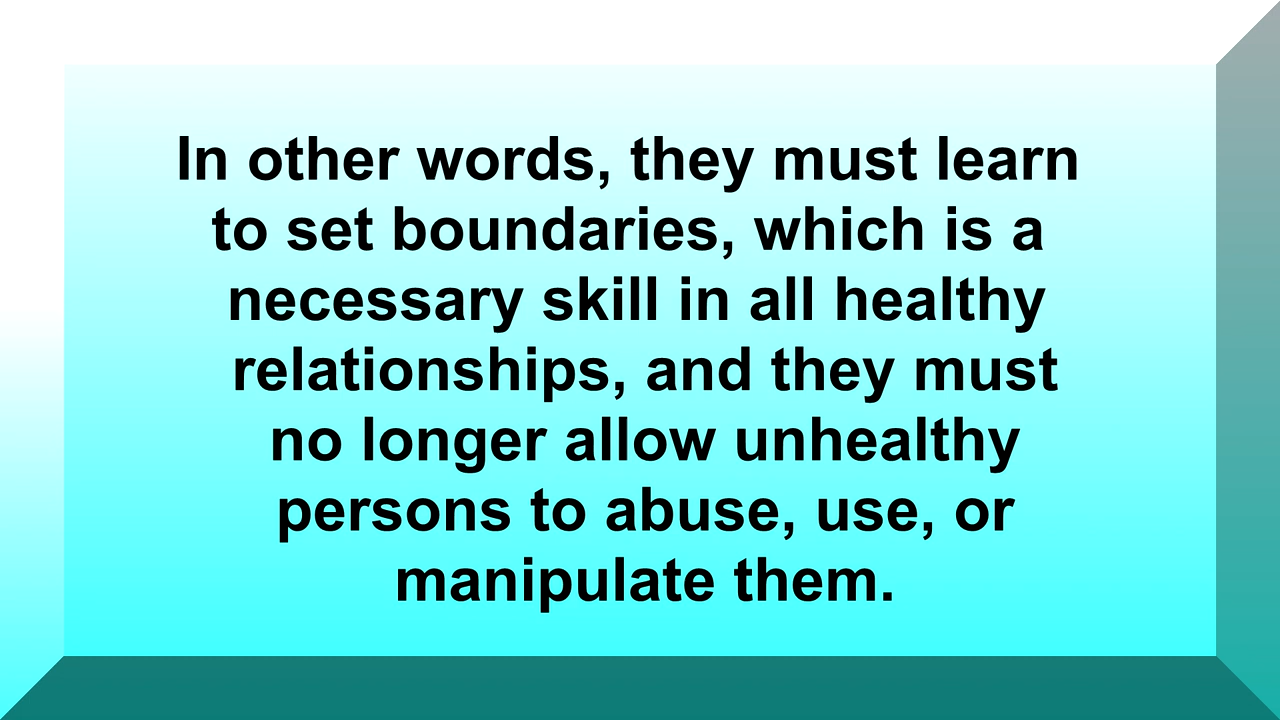 In other words, they must learn
to set boundaries, which is a
necessary skill in all healthy
relationships, and they must
no longer allow unhealthy
persons to abuse, use, or
manipulate them.